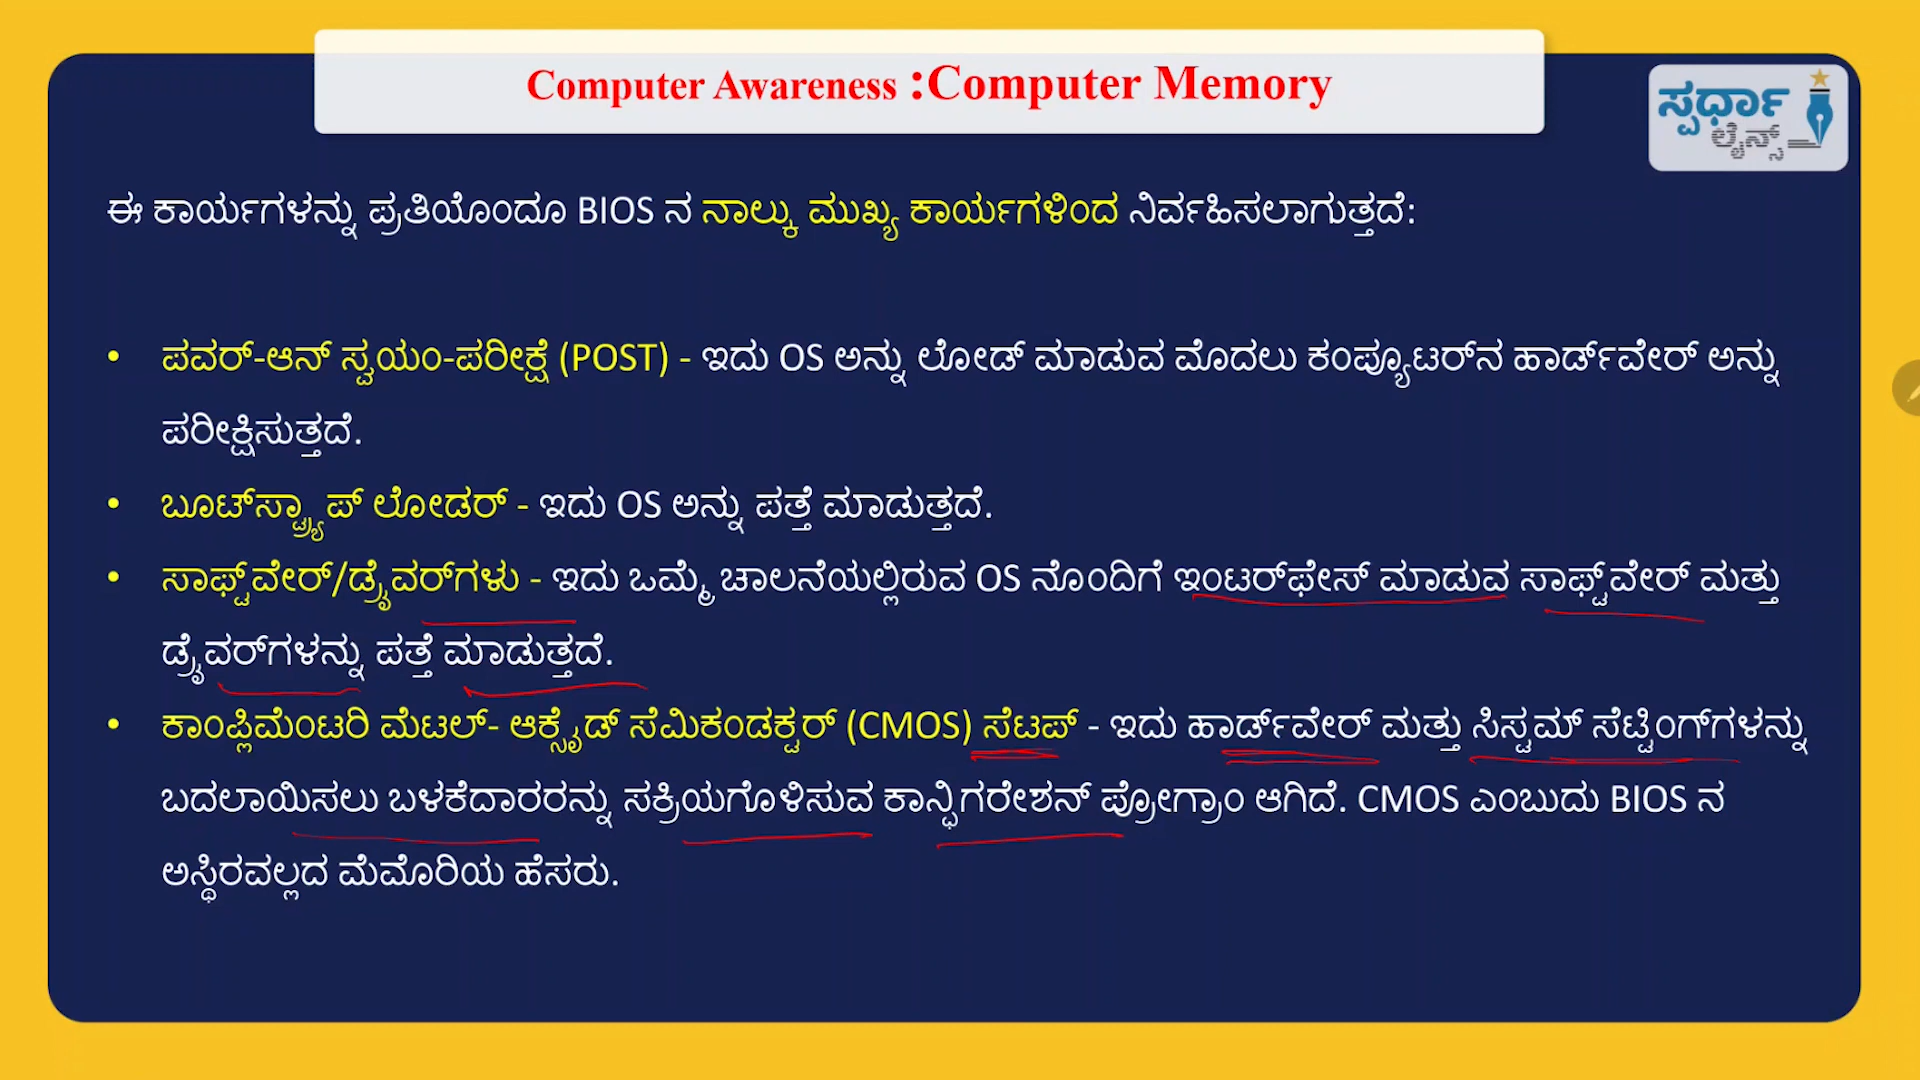 Computer Awareness :Computer Memory
ಸ್ಪರ್ಧಾ
ಲೈನ್ಸ್
ಈ ಕಾರ್ಯಗಳನ್ನು ಪ್ರತಿಯೊಂದೂ BIOS ನ ನಾಲ್ಕು ಮುಖ್ಯ ಕಾರ್ಯಗಳಿಂದ ನಿರ್ವಹಿಸಲಾಗುತ್ತದೆ:
• ಪವರ್-ಆನ್ ಸ್ವಯಂ-ಪರೀಕ್ಷೆ (POST) - ಇದು OS ಅನ್ನು ಲೋಡ್ ಮಾಡುವ ಮೊದಲು ಕಂಪ್ಯೂಟರ್‌ನ ಹಾರ್ಡ್‌ವೇರ್ ಅನ್ನು
ಪರೀಕ್ಷಿಸುತ್ತದೆ.
• ಬೂಟ್‌ಸ್ಟ್ರ್ಯಾಪ್ ಲೋಡರ್ - ಇದು OS ಅನ್ನು ಪತ್ತೆ ಮಾಡುತ್ತದೆ.
• ಸಾಫ್ಟ್‌ವೇರ್/ಡ್ರೈವರ್‌ಗಳು - ಇದು ಒಮ್ಮೆ ಚಾಲನೆಯಲ್ಲಿರುವ OS ನೊಂದಿಗೆ ಇಂಟರ್‌ಫೇಸ್ ಮಾಡುವ ಸಾಫ್ಟ್‌ವೇರ್ ಮತ್ತು
ಡ್ರೈವರ್‌ಗಳನ್ನು ಪತ್ತೆ ಮಾಡುತ್ತದೆ.
• ಕಾಂಪ್ಲಿಮೆಂಟರಿ ಮೆಟಲ್- ಆಕ್ಸೈಡ್ ಸೆಮಿಕಂಡಕ್ಟರ್ (CMOS) ಸೆಟಪ್ - ಇದು ಹಾರ್ಡ್‌ವೇರ್ ಮತ್ತು ಸಿಸ್ಟಮ್ ಸೆಟ್ಟಿಂಗ್‌ಗಳನ್ನು
ಬದಲಾಯಿಸಲು ಬಳಕೆದಾರರನ್ನು ಸಕ್ರಿಯಗೊಳಿಸುವ ಕಾನ್ಫಿಗರೇಶನ್ ಪ್ರೋಗ್ರಾಂ ಆಗಿದೆ. CMOS ಎಂಬುದು BIOS ನ
ಅಸ್ಥಿರವಲ್ಲದ ಮೆಮೊರಿಯ ಹೆಸರು.